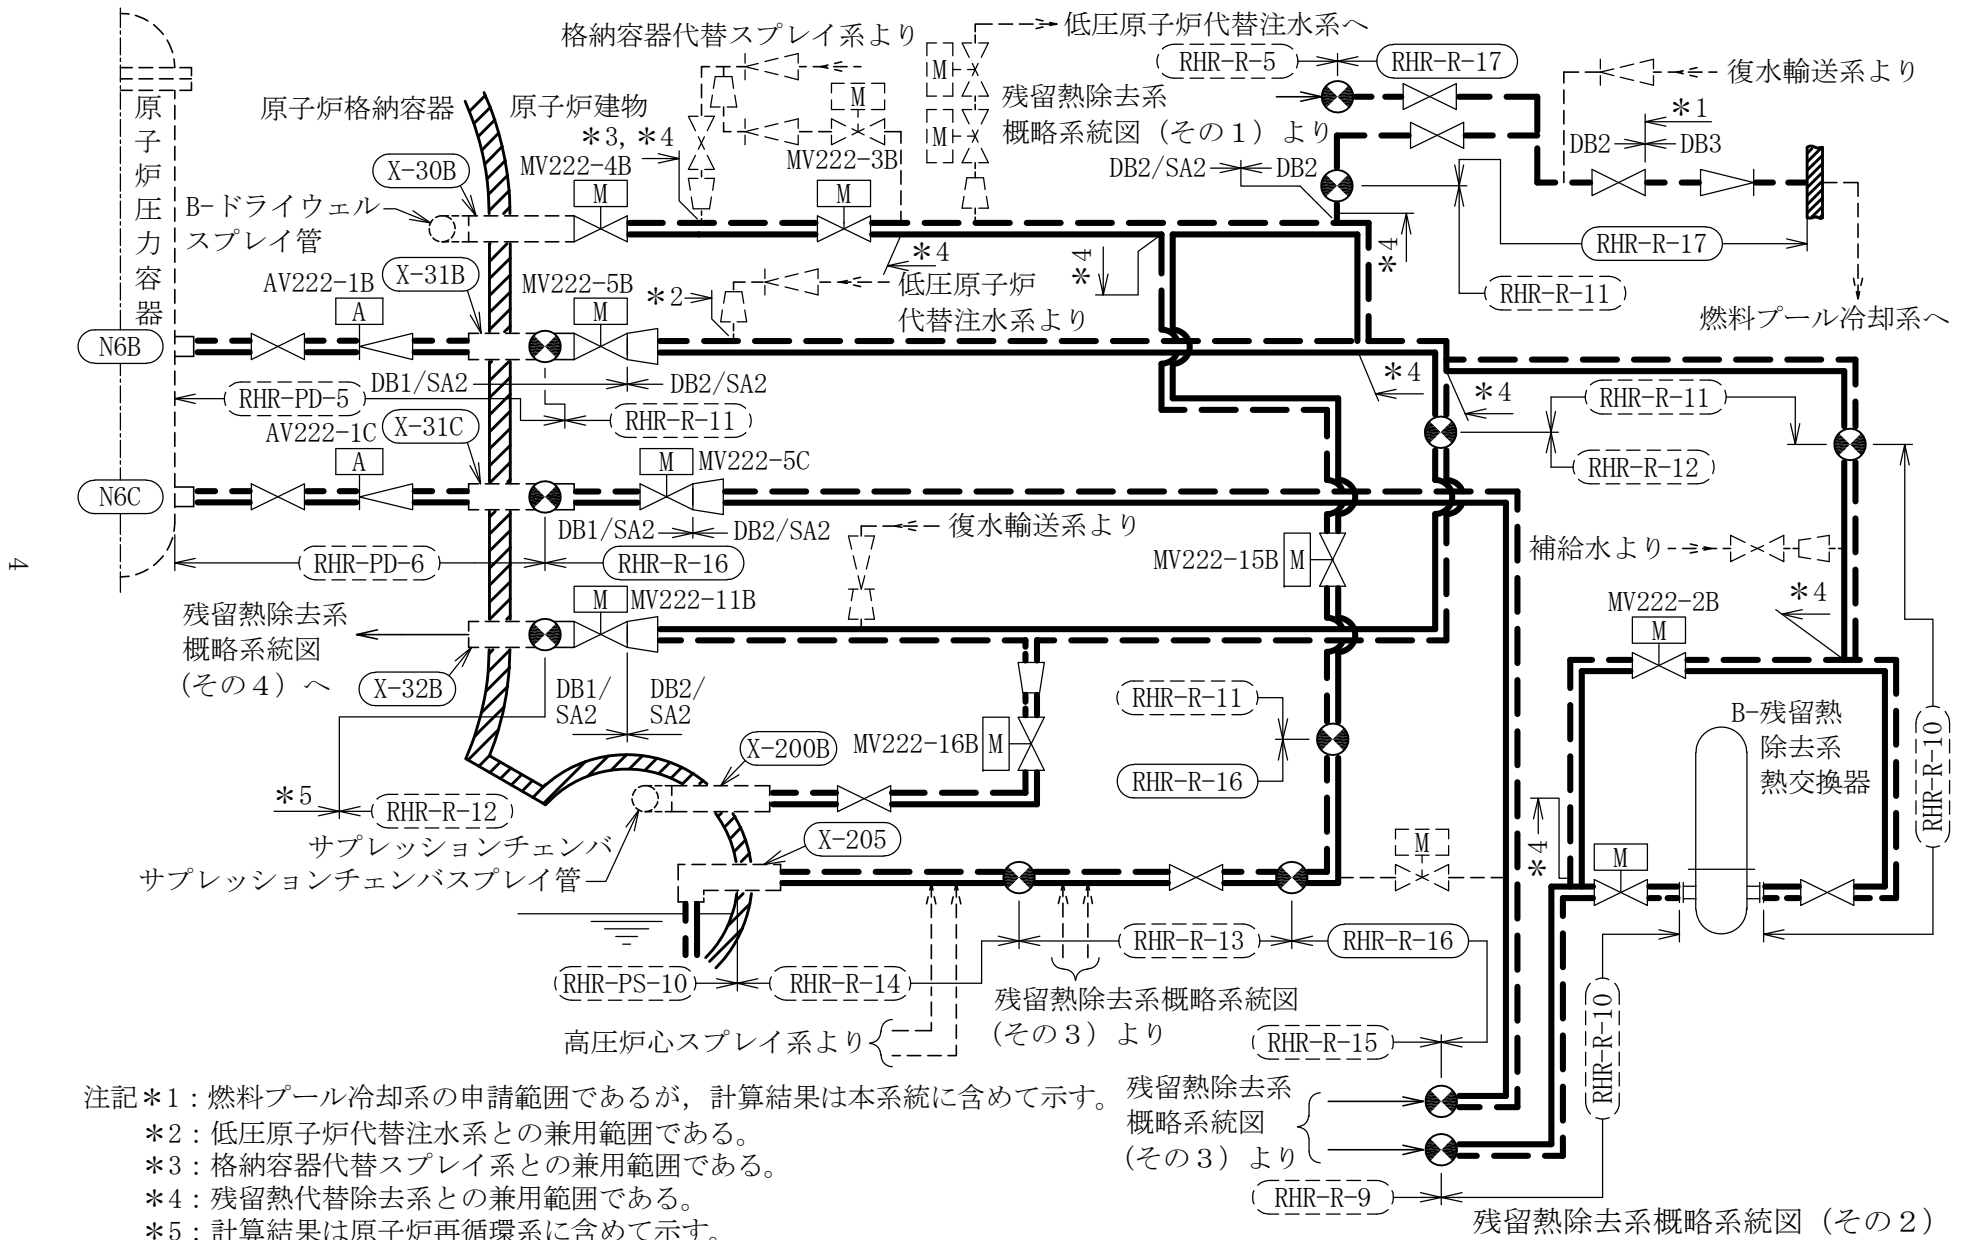 格納容器代替スプレイ系より
低圧原子炉代替注水系へ
RHR-R-5
RHR-R-17
復水輸送系より
原子炉圧力容器
原子炉格納容器
原子炉建物
*3, *4
M
M
M
残留熱除去系
概略系統図（その１）より
*1
DB2
DB3
X-30B
MV222-4B
MV222-3B
DB2/SA2
DB2
B-ドライウェル
スプレイ管
M
M
*4
*4
*4
RHR-R-17
AV222-1B
X-31B
MV222-5B
*2
低圧原子炉
代替注水系より
RHR-R-11
燃料プール冷却系へ
A
M
N6B
DB1/SA2
DB2/SA2
*4
*4
RHR-PD-5
RHR-R-11
RHR-R-11
AV222-1C
X-31C
RHR-R-12
A
M
MV222-5C
N6C
DB1/SA2
DB2/SA2
復水輸送系より
補給水より
RHR-PD-6
RHR-R-16
MV222-15B
M
4
残留熱除去系
概略系統図
（その４）へ
M
MV222-11B
*4
MV222-2B
M
X-32B
DB1/
SA2
DB2/
SA2
RHR-R-11
B-残留熱
除去系
熱交換器
RHR-R-10
X-200B
MV222-16B
M
RHR-R-16
*5
RHR-R-12
サプレッションチェンバ
X-205
サプレッションチェンバスプレイ管
M
*4
M
RHR-R-13
RHR-R-16
RHR-PS-10
RHR-R-14
残留熱除去系概略系統図
（その３）より
高圧炉心スプレイ系より
RHR-R-15
RHR-R-10
残留熱除去系
概略系統図
（その３）より
RHR-R-9
注記*1：燃料プール冷却系の申請範囲であるが，計算結果は本系統に含めて示す。
*2：低圧原子炉代替注水系との兼用範囲である。
*3：格納容器代替スプレイ系との兼用範囲である。
*4：残留熱代替除去系との兼用範囲である。
*5：計算結果は原子炉再循環系に含めて示す。
残留熱除去系概略系統図（その２）